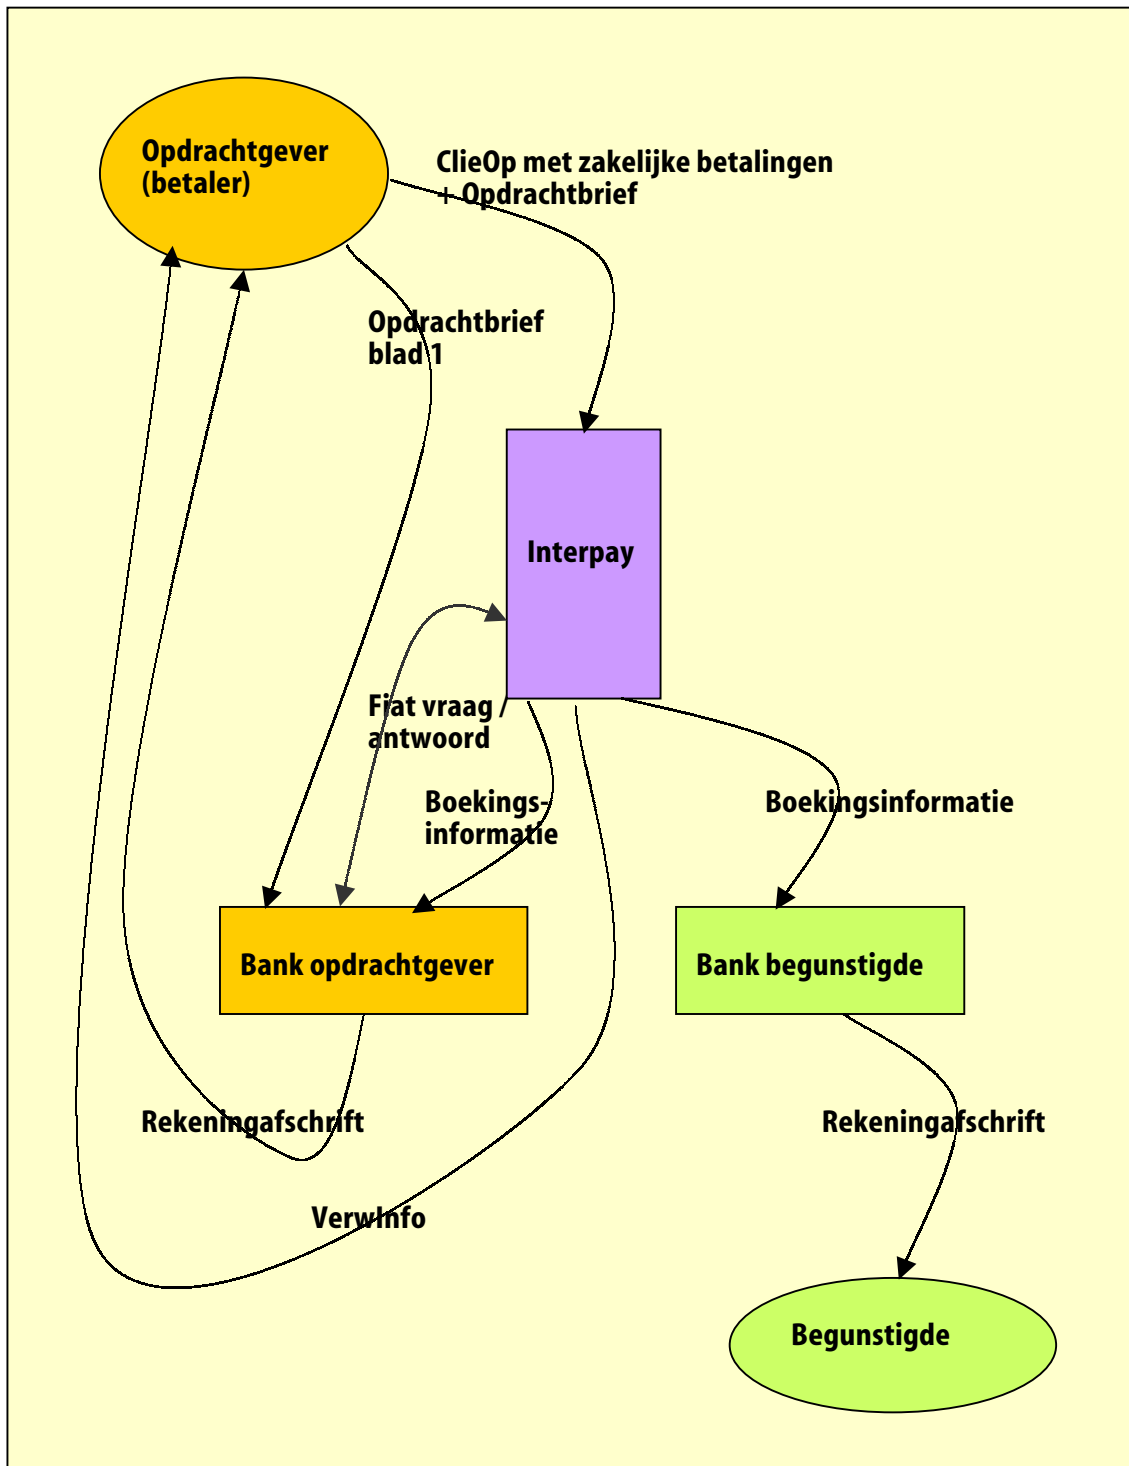 Opdrachtgever
(betaler)
ClieOp met zakelijke betalingen
+ Opdrachtbrief
Opdrachtbrief
blad 1
Interpay
Fiat vraag /
antwoord
Boekings-
informatie
Boekingsinformatie
Bank opdrachtgever
Bank begunstigde
Rekeningafschrift
Rekeningafschrift
VerwInfo
Begunstigde